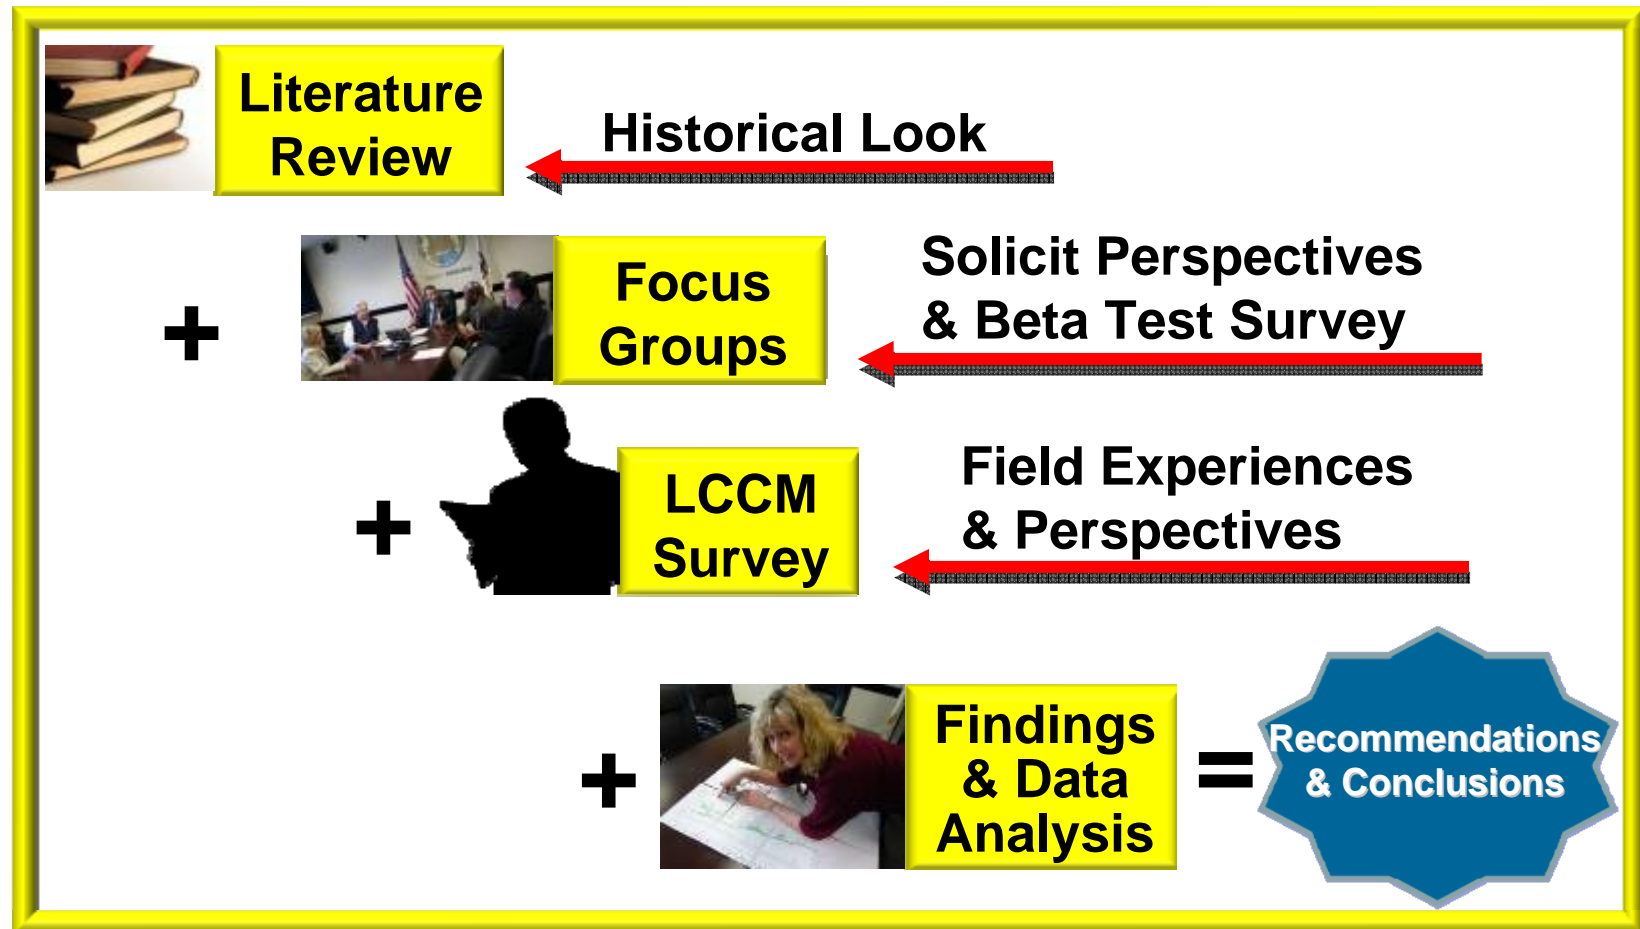 Literature
Review
Historical Look
+
Focus
Groups
Solicit Perspectives
& Beta Test Survey
+
LCCM
Survey
Field Experiences
& Perspectives
+
Findings
& Data
Analysis
=
Recommendations
& Conclusions